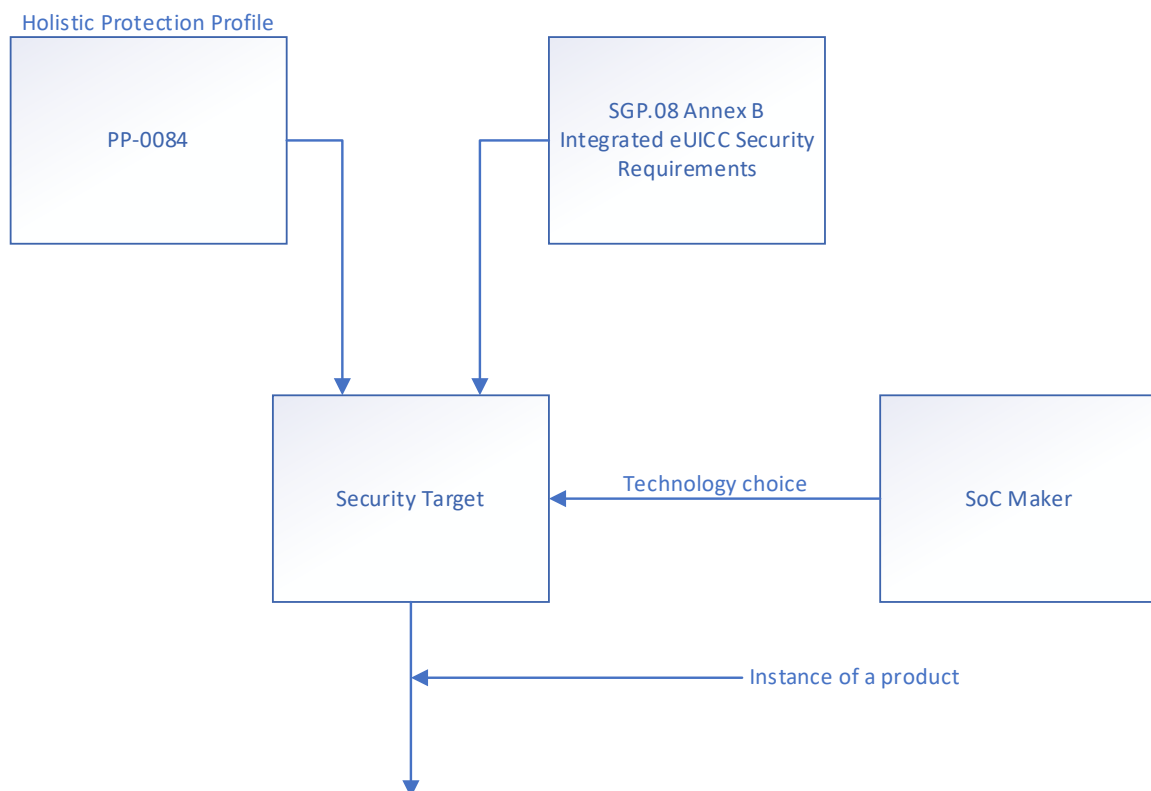 Holistic Protection Profile
PP-0084
SGP.08 Annex B
Integrated eUICC Security
Requirements
Security Target
Technology choice
SoC Maker
Instance of a product